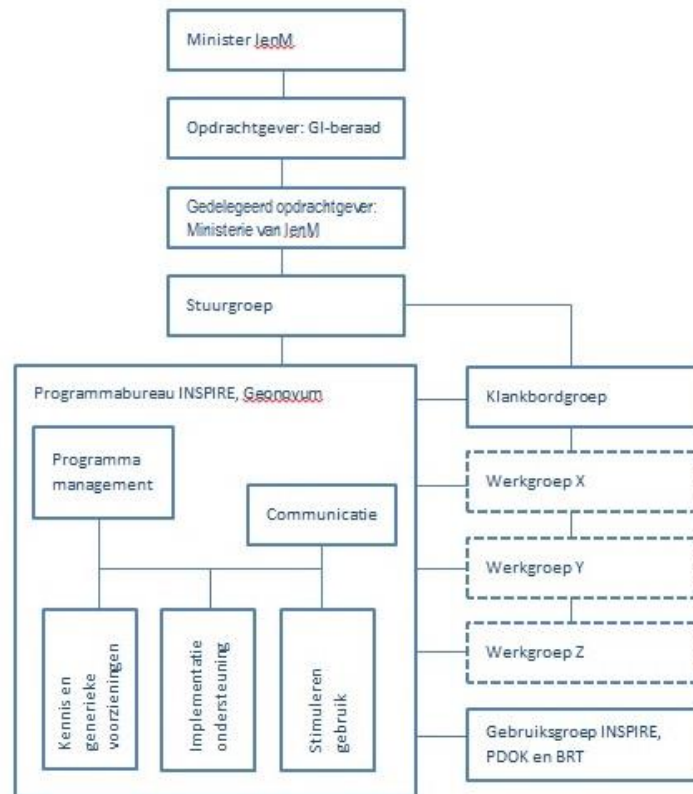 Minister IenM
Opdrachtgever: GI-beraad
Gedelegeerd opdrachtgever:
Ministerie van IenM
Stuurgroep
Programmabureau INSPIRE, Geonovum
Klankbordgroep
Programma
management
Werkgroep X
Communicatie
Werkgroep Y
Kennis en
generieke
voorzieningen
Implementatie
ondersteuning
Stimuleren
gebruik
Werkgroep Z
Gebruiksgroep INSPIRE,
PDOK en BRT